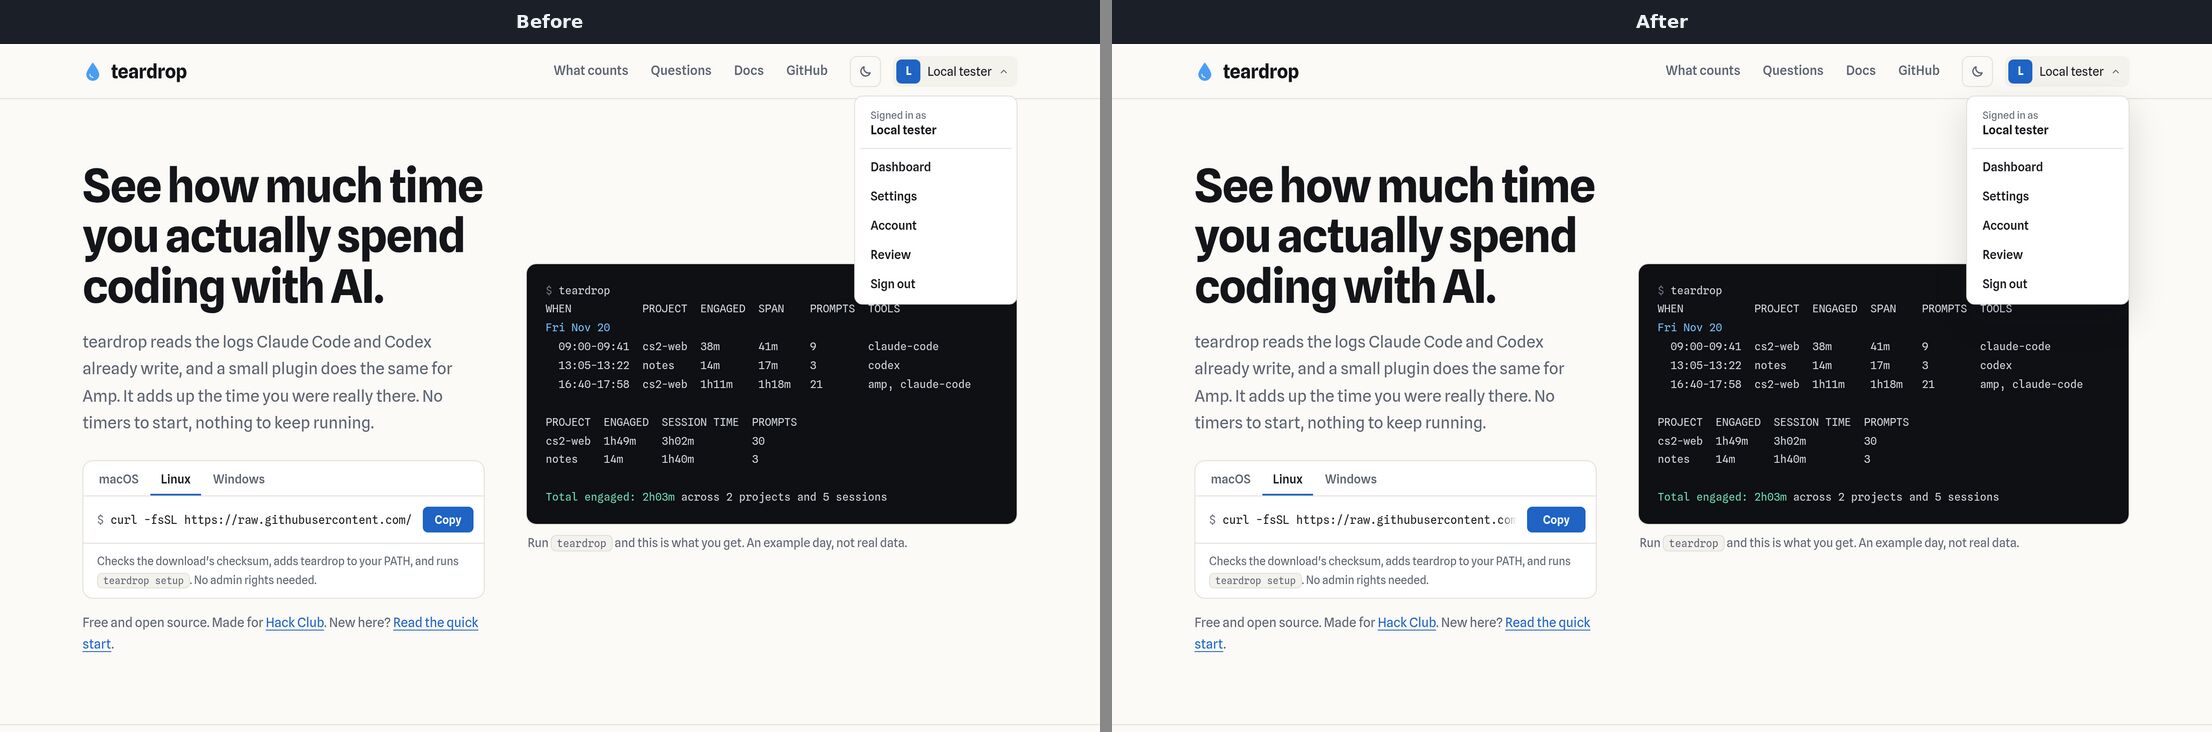 Before
teardrop
What counts Questions Docs GitHub L Local tester
Signed in as
Local tester
Dashboard
Settings
Account
Review
Sign out
See how much time
you actually spend
coding with AI.
teardrop reads the logs Claude Code and Codex
already write, and a small plugin does the same for
Amp. It adds up the time you were really there. No
timers to start, nothing to keep running.
macOS Linux Windows
$ curl -fsSL https://raw.githubusercontent.com/ Copy
Checks the download's checksum, adds teardrop to your PATH, and runs
teardrop setup. No admin rights needed.
Free and open source. Made for Hack Club. New here? Read the quick
start.
$ teardrop
WHEN PROJECT ENGAGED SPAN PROMPTS TOOLS
Fri Nov 20
09:00-09:41 cs2-web 38m 41m 9 claude-code
13:05-13:22 notes 14m 17m 3 codex
16:40-17:58 cs2-web 1h11m 1h18m 21 amp, claude-code
PROJECT ENGAGED SESSION TIME PROMPTS
cs2-web 1h49m 3h02m 30
notes 14m 1h40m 3
Total engaged: 2h03m across 2 projects and 5 sessions
Run teardrop and this is what you get. An example day, not real data.
After
teardrop
What counts Questions Docs GitHub L Local tester
Signed in as
Local tester
Dashboard
Settings
Account
Review
Sign out
See how much time
you actually spend
coding with AI.
teardrop reads the logs Claude Code and Codex
already write, and a small plugin does the same for
Amp. It adds up the time you were really there. No
timers to start, nothing to keep running.
macOS Linux Windows
$ curl -fsSL https://raw.githubusercontent.com Copy
Checks the download's checksum, adds teardrop to your PATH, and runs
teardrop setup. No admin rights needed.
Free and open source. Made for Hack Club. New here? Read the quick
start.
$ teardrop
WHEN PROJECT ENGAGED SPAN PROMPTS TOOLS
Fri Nov 20
09:00-09:41 cs2-web 38m 41m 9 claude-code
13:05-13:22 notes 14m 17m 3 codex
16:40-17:58 cs2-web 1h11m 1h18m 21 amp, claude-code
PROJECT ENGAGED SESSION TIME PROMPTS
cs2-web 1h49m 3h02m 30
notes 14m 1h40m 3
Total engaged: 2h03m across 2 projects and 5 sessions
Run teardrop and this is what you get. An example day, not real data.